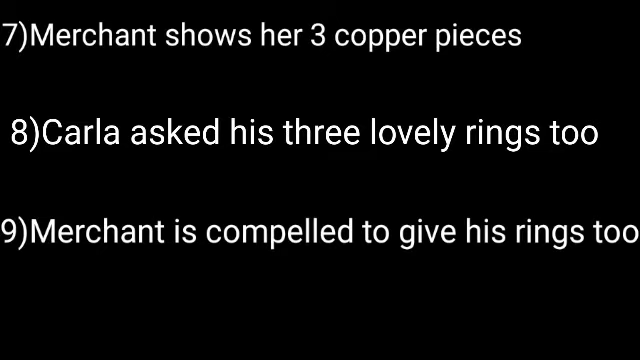 7)Merchant shows her 3 copper pieces
8)Carla asked his three lovely rings too
9)Merchant is compelled to give his rings too